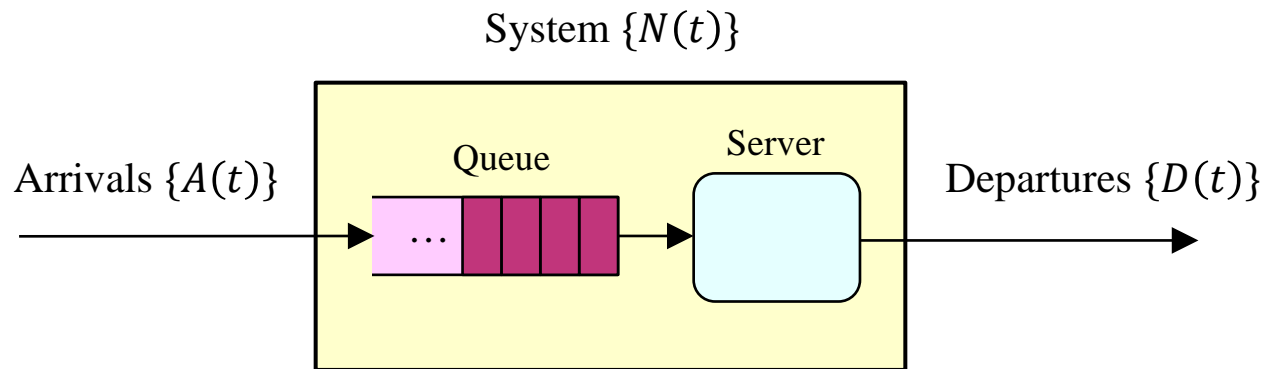 System {N(t)}
Arrivals {A(t)}
Queue
Server
Departures {D(t)}
...